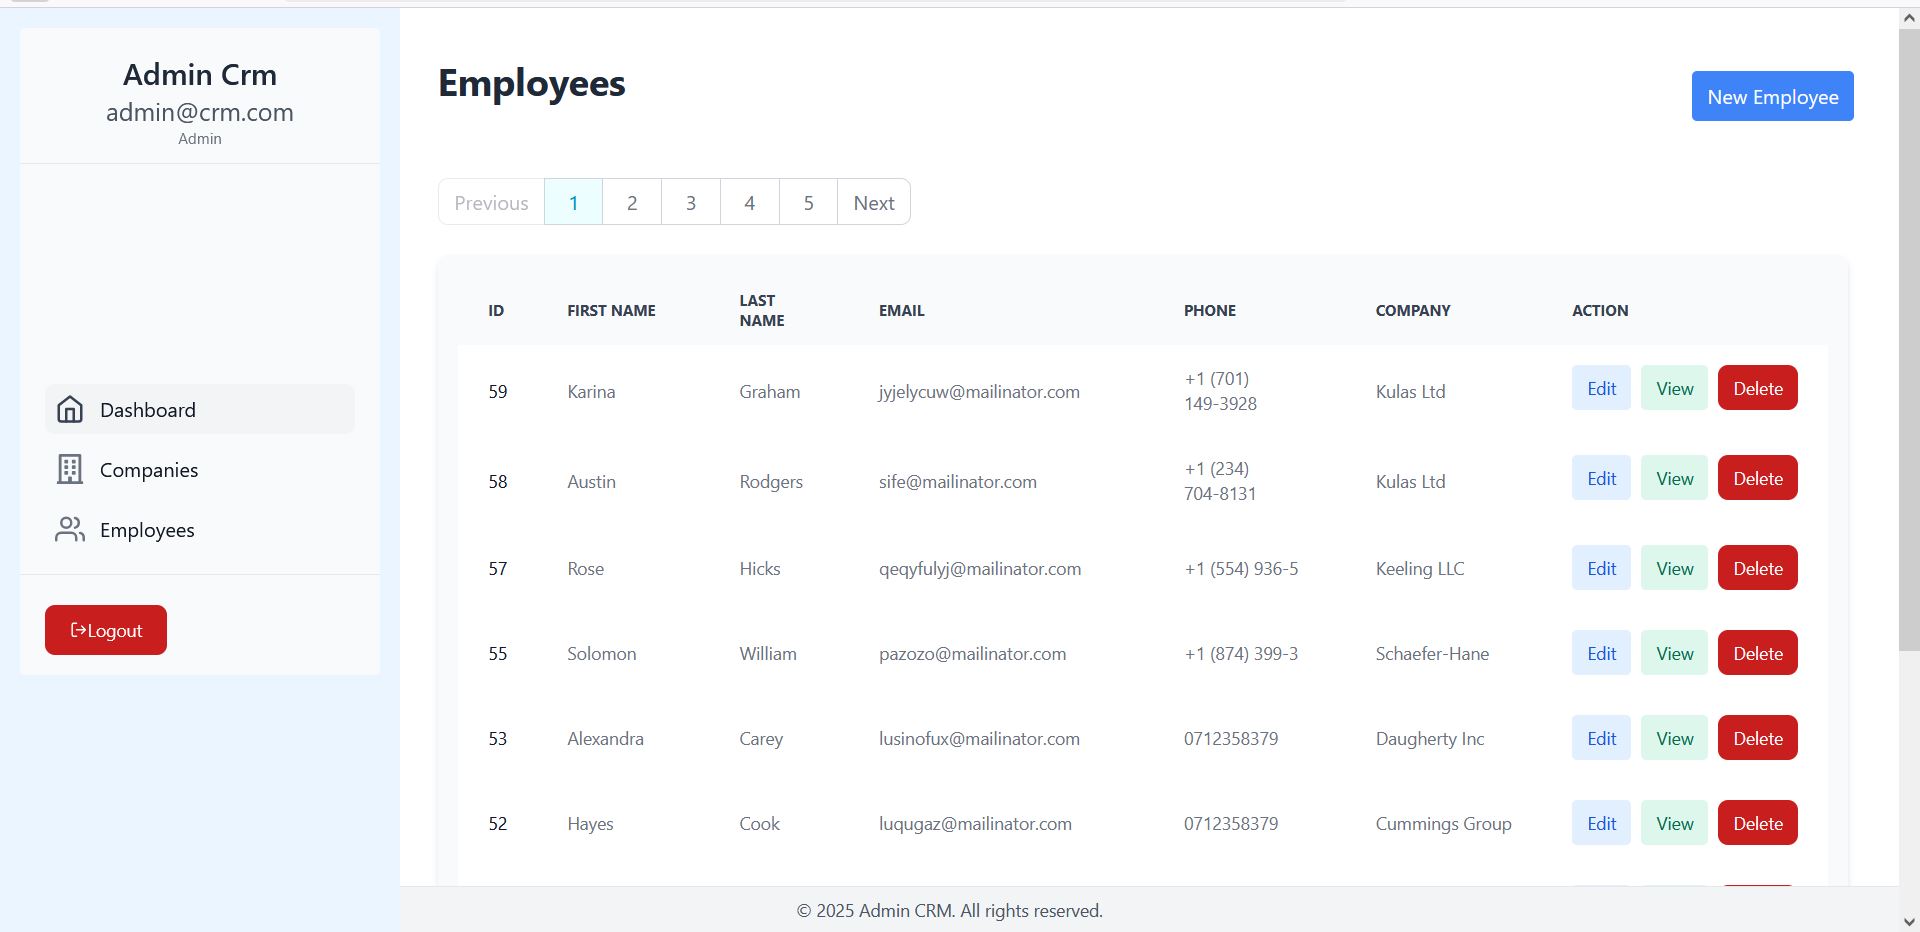 Admin Crm
admin@crm.com
Admin
Dashboard
Companies
Employees
Logout
Employees
New Employee
Previous 1 2 3 4 5 Next
ID FIRST NAME LAST NAME EMAIL PHONE COMPANY ACTION
59 Karina Graham jyjelycuw@mailinator.com +1 (701) 149-3928 Kulas Ltd Edit View Delete
58 Austin Rodgers sife@mailinator.com +1 (234) 704-8131 Kulas Ltd Edit View Delete
57 Rose Hicks qeqyfulyj@mailinator.com +1 (554) 936-5 Keeling LLC Edit View Delete
55 Solomon William pazozo@mailinator.com +1 (874) 399-3 Schaefer-Hane Edit View Delete
53 Alexandra Carey lusinofux@mailinator.com 0712358379 Daugherty Inc Edit View Delete
52 Hayes Cook luqugaz@mailinator.com 0712358379 Cummings Group Edit View Delete
© 2025 Admin CRM. All rights reserved.